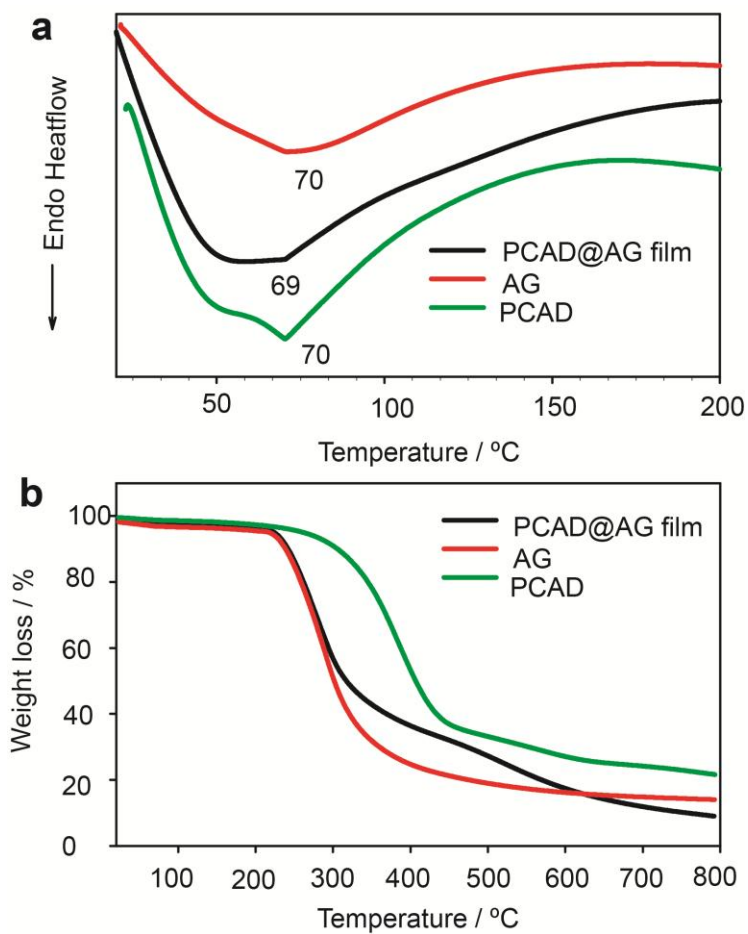 a
Endo Heatflow
70
69
70
PCAD@AG film
AG
PCAD
50
100
150
200
Temperature / ºC
b
Weight loss / %
100
80
60
40
20
0
PCAD@AG film
AG
PCAD
100
200
300
400
500
600
700
800
Temperature / ºC